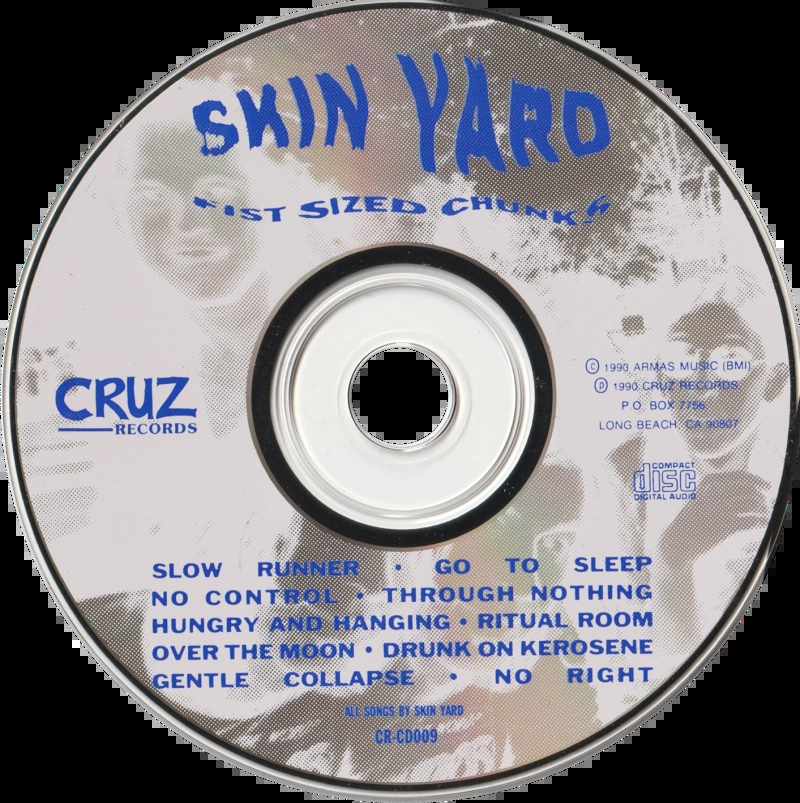 SKIN YARD
FIST SIZED CHUNKS
CRUZ
RECORDS
© 1990 ARMAS MUSIC (BMI)
℗ 1990 CRUZ RECORDS
P.O. BOX 7756
LONG BEACH, CA 90807
COMPACT
disc
DIGITAL AUDIO
SLOW RUNNER • GO TO SLEEP
NO CONTROL • THROUGH NOTHING
HUNGRY AND HANGING • RITUAL ROOM
OVER THE MOON • DRUNK ON KEROSENE
GENTLE COLLAPSE • NO RIGHT
ALL SONGS BY SKIN YARD
CR-CD009